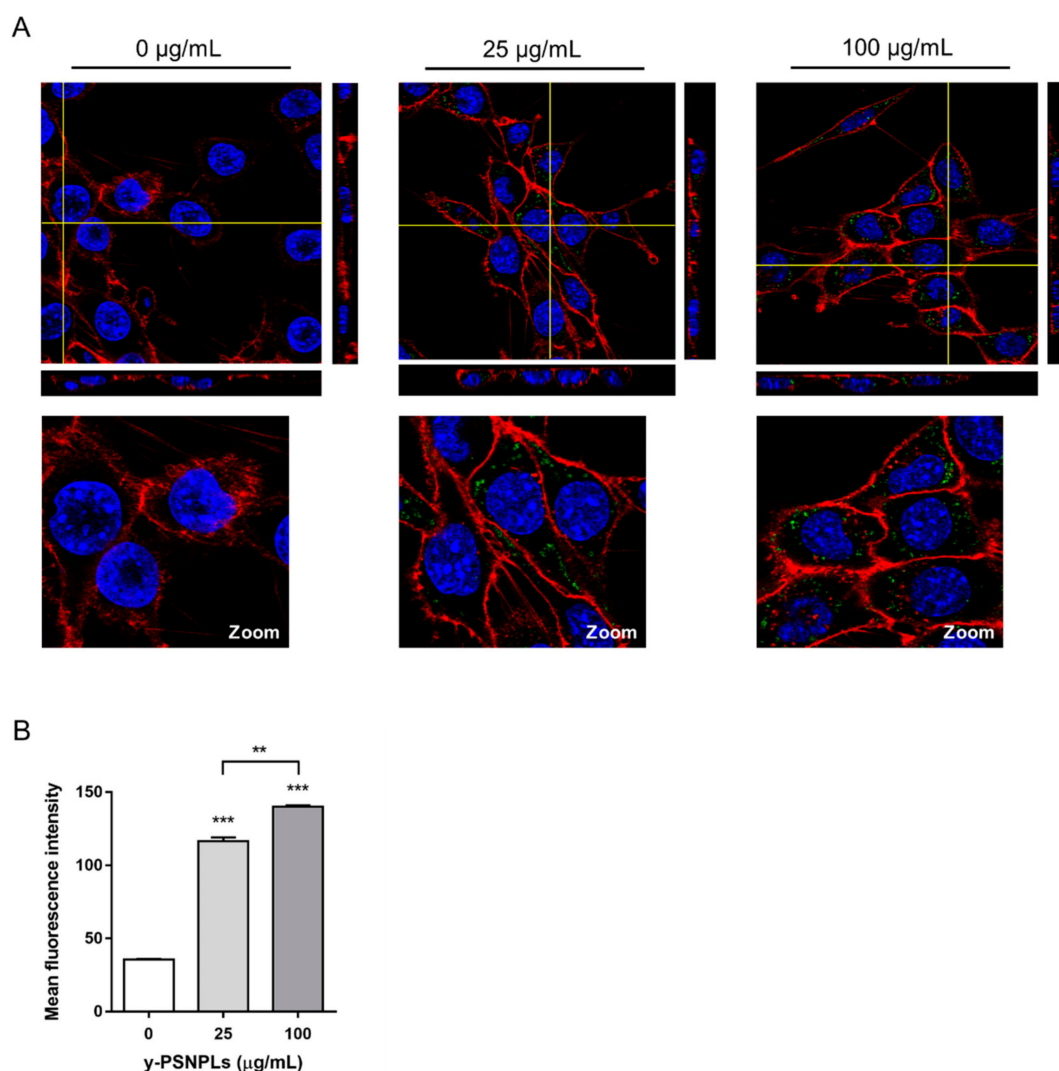 A
0 µg/mL
25 µg/mL
100 µg/mL
Zoom
Zoom
Zoom
B
**
***
***
150
100
50
0
Mean fluorescence intensity
0
25
100
y-PSNPLs (µg/mL)